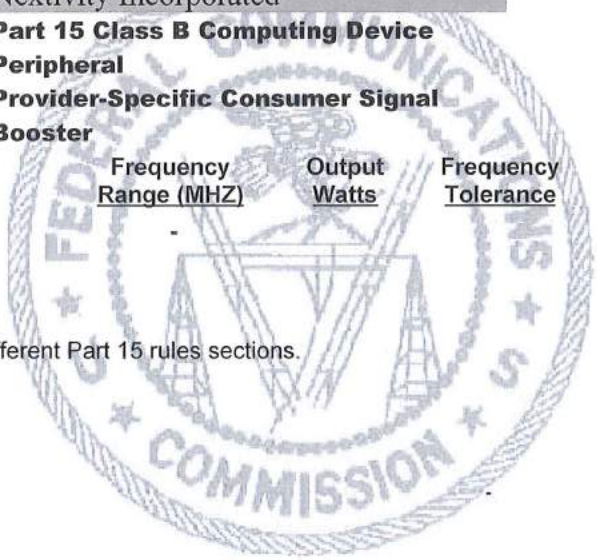 Nextivity Incorporated
Part 15 Class B Computing Device
Peripheral
Provider-Specific Consumer Signal
Booster
Frequency Range (MHZ)
Output Watts
Frequency Tolerance
-
fferent Part 15 rules sections.
FEDERAL COMMUNICATIONS COMMISSION
S